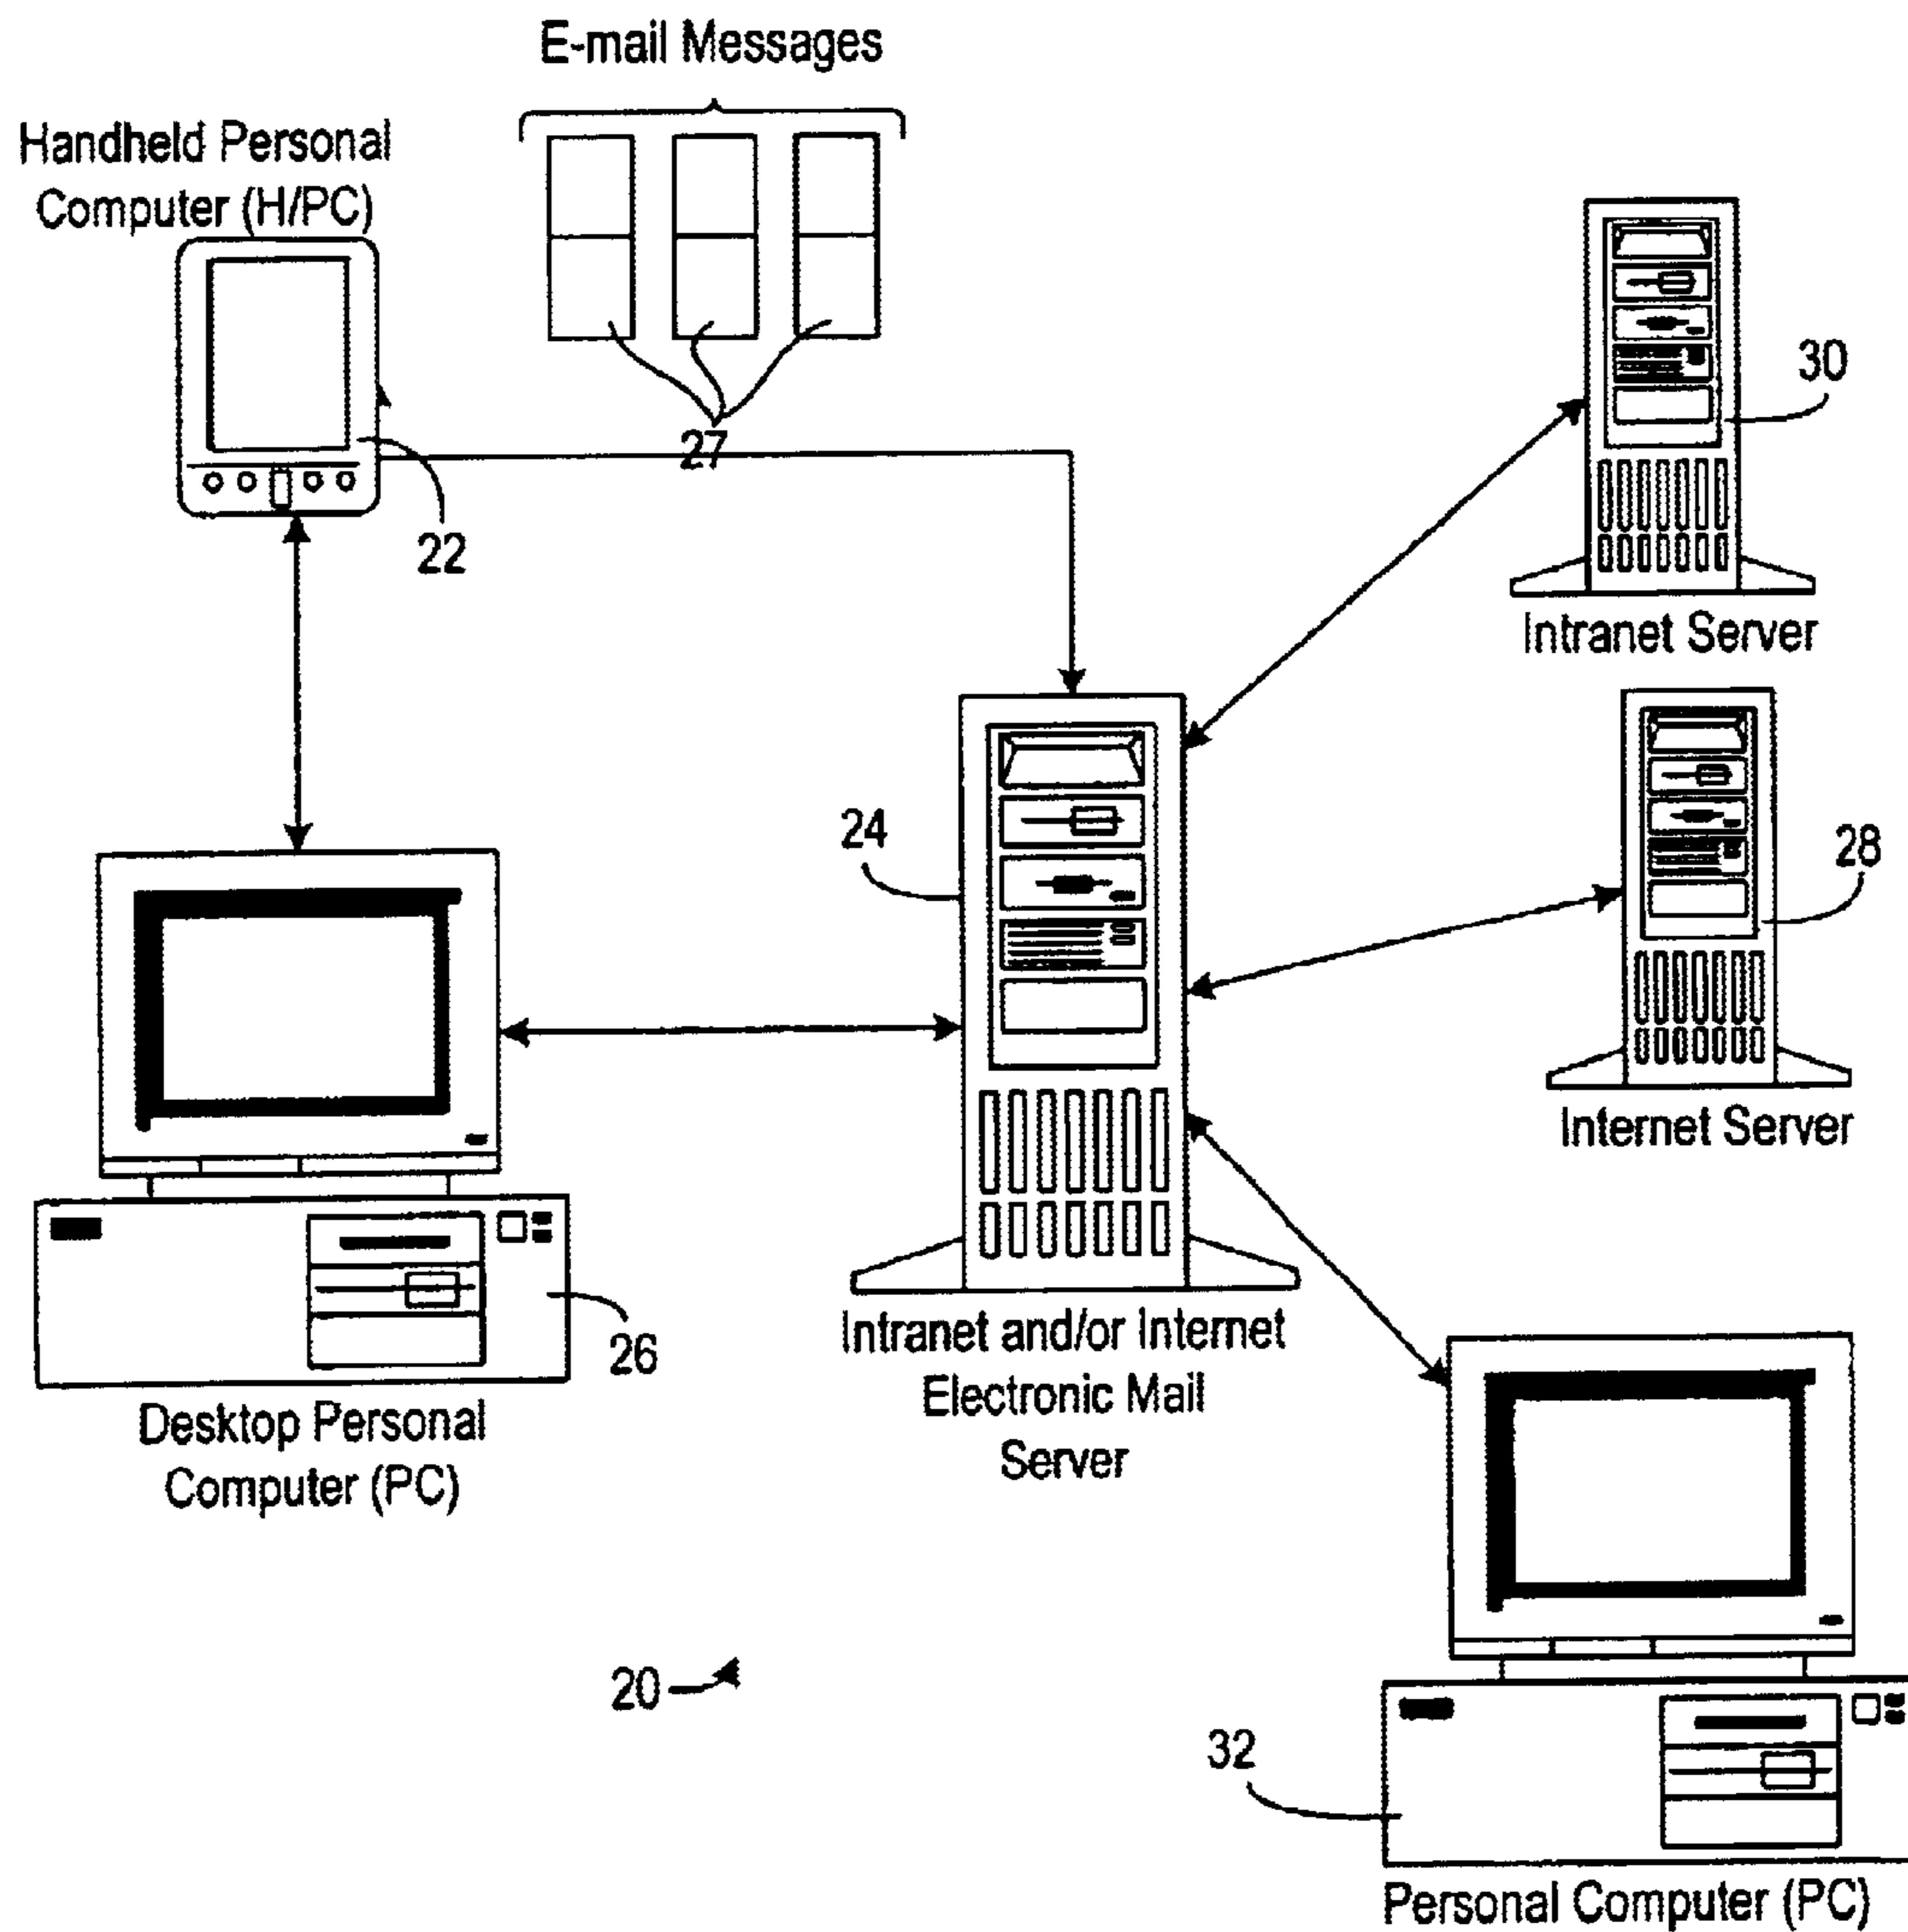 E-mail Messages
Handheld Personal
Computer (H/PC)
27
22
30
Intranet Server
24
28
Internet Server
26
Desktop Personal
Computer (PC)
Intranet and/or Internet
Electronic Mail
Server
20
32
Personal Computer (PC)